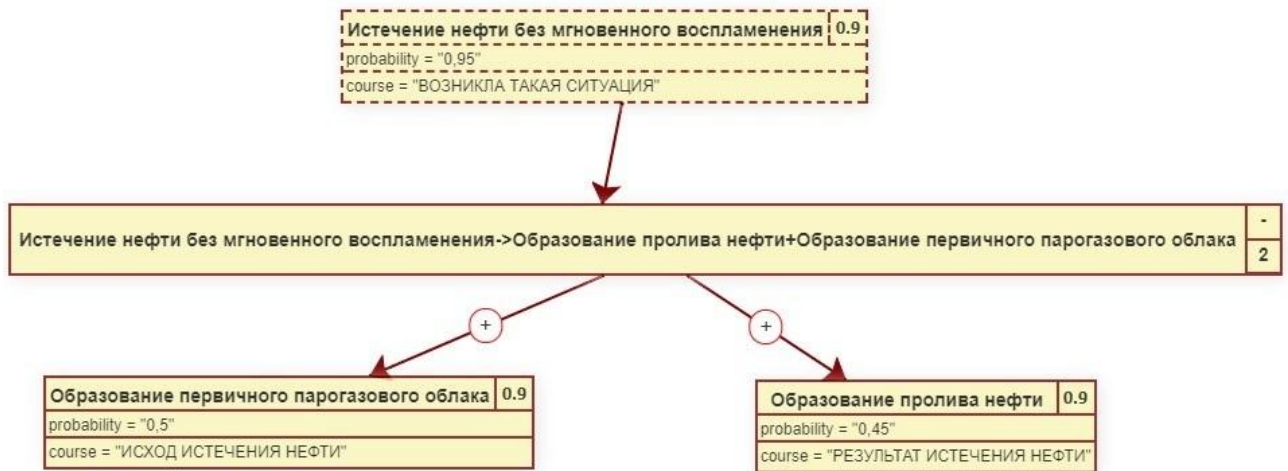 Истечение нефти без мгновенного воспламенения 0.9
probability = "0,95"
course = "ВОЗНИКЛА ТАКАЯ СИТУАЦИЯ"
Истечение нефти без мгновенного воспламенения->Образование пролива нефти+Образование первичного парогазового облака
-
2
+
+
Образование первичного парогазового облака 0.9
probability = "0,5"
course = "ИСХОД ИСТЕЧЕНИЯ НЕФТИ"
Образование пролива нефти 0.9
probability = "0,45"
course = "РЕЗУЛЬТАТ ИСТЕЧЕНИЯ НЕФТИ"